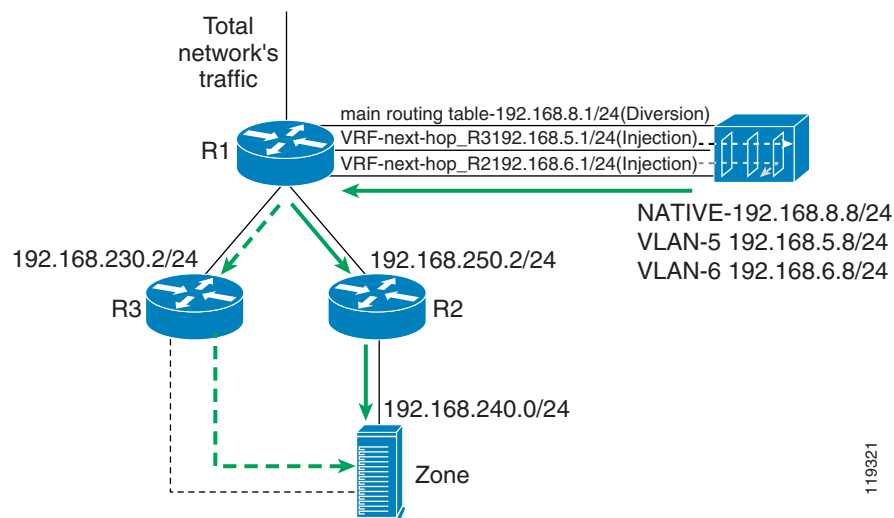 Total
network's
traffic
main routing table-192.168.8.1/24(Diversion)
VRF-next-hop_R3192.168.5.1/24(Injection)
R1
VRF-next-hop_R2192.168.6.1/24(Injection)
NATIVE-192.168.8.8/24
VLAN-5 192.168.5.8/24
VLAN-6 192.168.6.8/24
192.168.230.2/24
192.168.250.2/24
R3
R2
192.168.240.0/24
Zone
119321